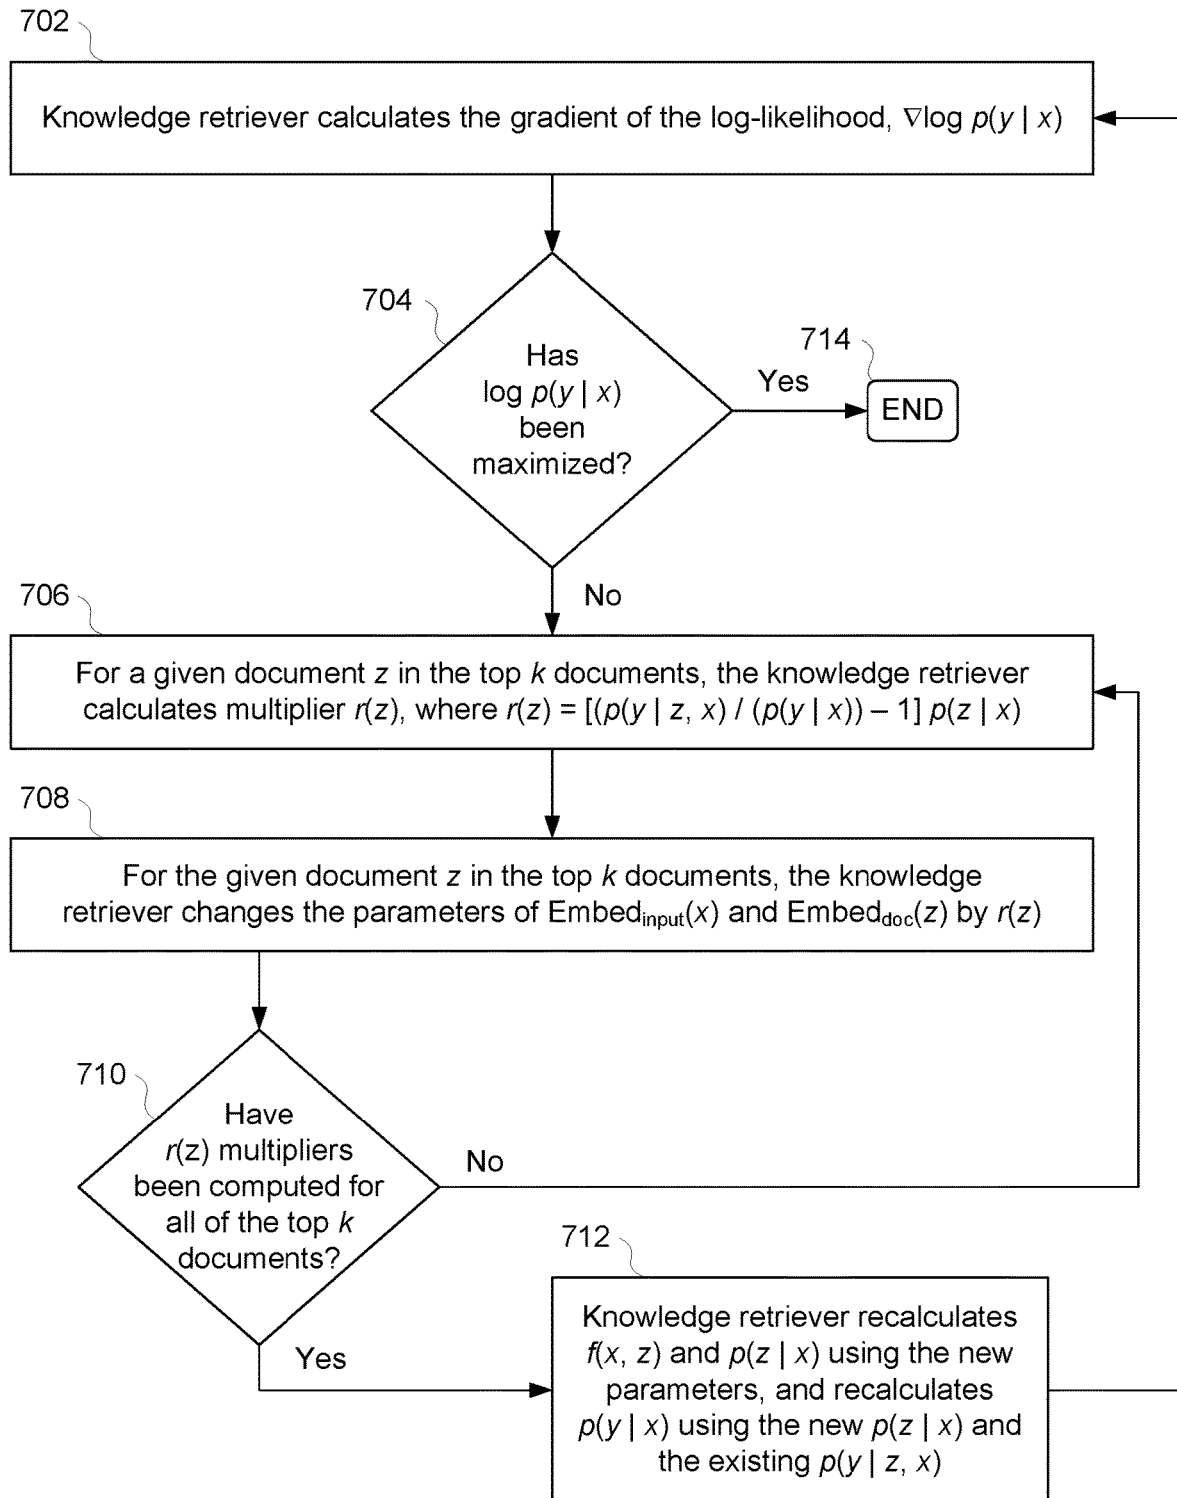 702
Knowledge retriever calculates the gradient of the log-likelihood, ∇log p(y | x)
704
Has
log p(y | x)
been
maximized?
Yes
714
END
No
706
For a given document z in the top k documents, the knowledge retriever
calculates multiplier r(z), where r(z) = [(p(y | z, x) / (p(y | x)) – 1] p(z | x)
708
For the given document z in the top k documents, the knowledge
retriever changes the parameters of Embedinput(x) and Embeddoc(z) by r(z)
710
Have
r(z) multipliers
been computed for
all of the top k
documents?
No
Yes
712
Knowledge retriever recalculates
f(x, z) and p(z | x) using the new
parameters, and recalculates
p(y | x) using the new p(z | x) and
the existing p(y | z, x)